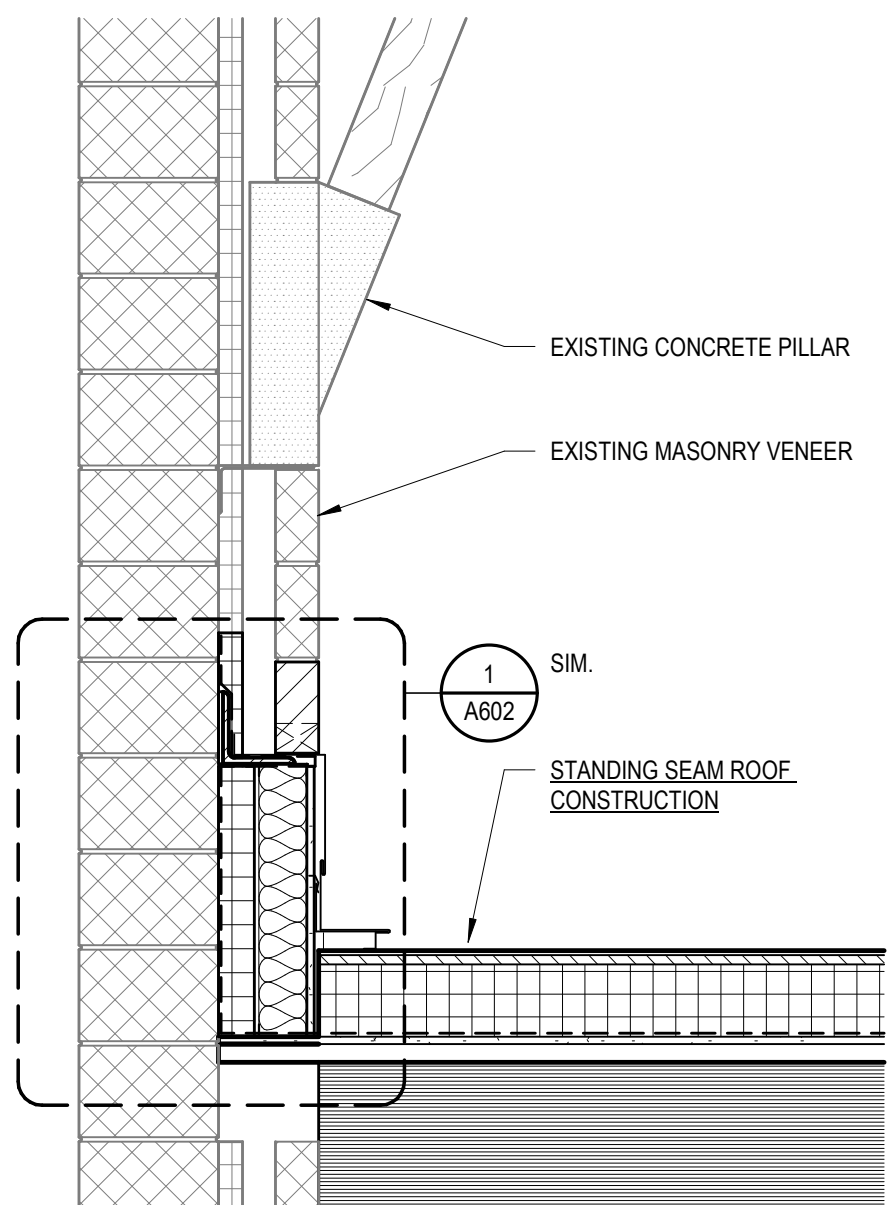 EXISTING CONCRETE PILLAR
EXISTING MASONRY VENEER
1
A602
SIM.
STANDING SEAM ROOF
CONSTRUCTION